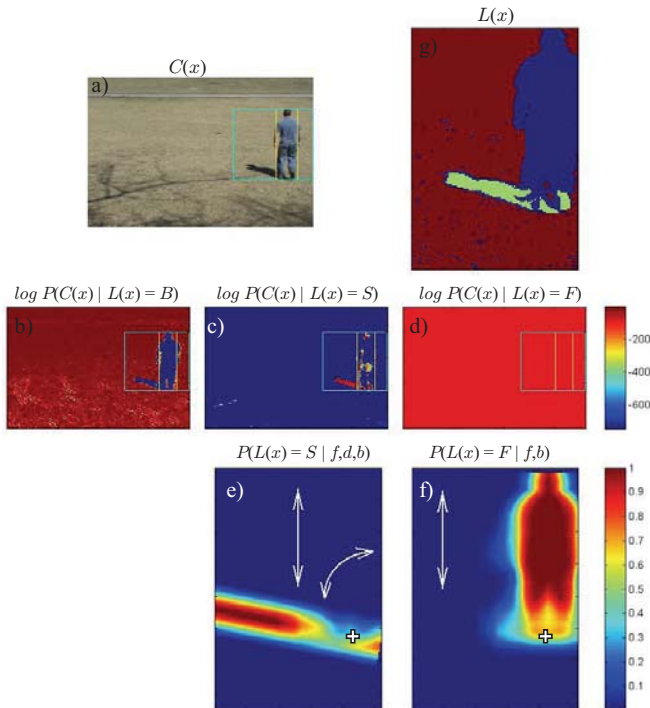 L(x)
g)
C(x)
a)
log P(C(x) | L(x) = B)
log P(C(x) | L(x) = S)
log P(C(x) | L(x) = F)
b)
c)
d)
-200
-400
-600
P(L(x) = S | f,d,b)
P(L(x) = F | f,b)
e)
f)
1
0.9
0.8
0.7
0.6
0.5
0.4
0.3
0.2
0.1